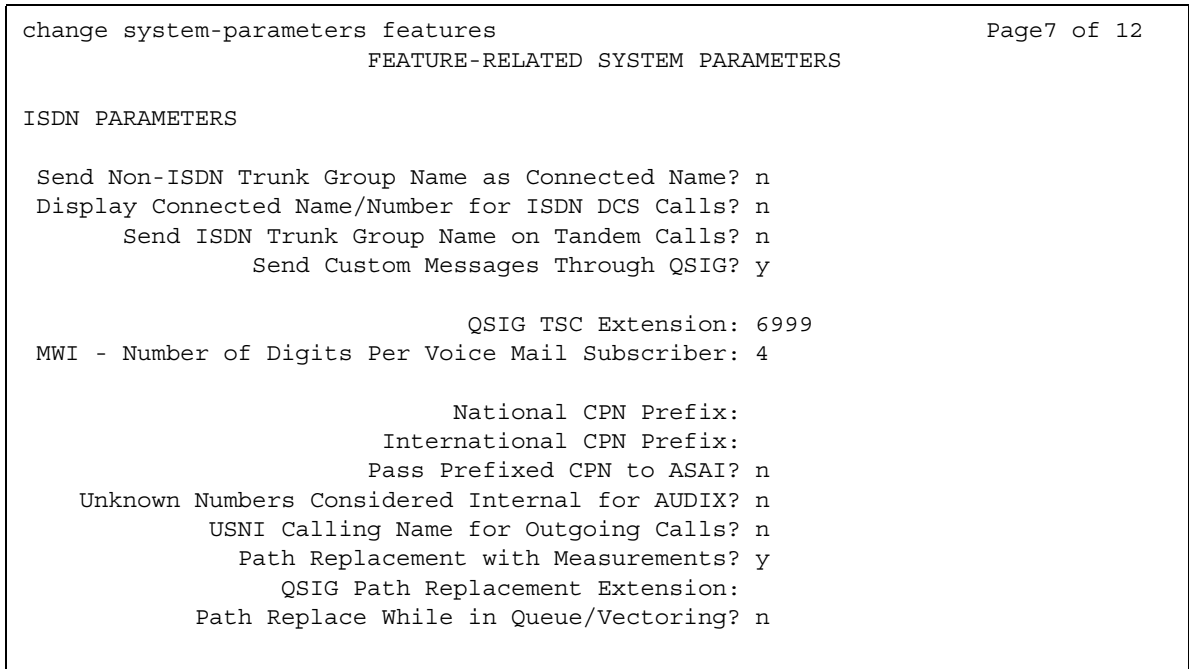 change system-parameters features Page7 of 12
FEATURE-RELATED SYSTEM PARAMETERS
ISDN PARAMETERS
Send Non-ISDN Trunk Group Name as Connected Name? n
Display Connected Name/Number for ISDN DCS Calls? n
Send ISDN Trunk Group Name on Tandem Calls? n
Send Custom Messages Through QSIG? y
QSIG TSC Extension: 6999
MWI - Number of Digits Per Voice Mail Subscriber: 4
National CPN Prefix:
International CPN Prefix:
Pass Prefixed CPN to ASAI? n
Unknown Numbers Considered Internal for AUDIX? n
USNI Calling Name for Outgoing Calls? n
Path Replacement with Measurements? y
QSIG Path Replacement Extension:
Path Replace While in Queue/Vectoring? n